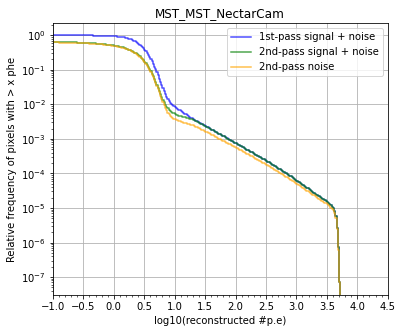 MST_MST_NectarCam
Relative frequency of pixels with > x phe
10⁰
10⁻¹
10⁻²
10⁻³
10⁻⁴
10⁻⁵
10⁻⁶
10⁻⁷
1st-pass signal + noise
2nd-pass signal + noise
2nd-pass noise
−1.0 −0.5 0.0 0.5 1.0 1.5 2.0 2.5 3.0 3.5 4.0 4.5
log10(reconstructed #p.e)